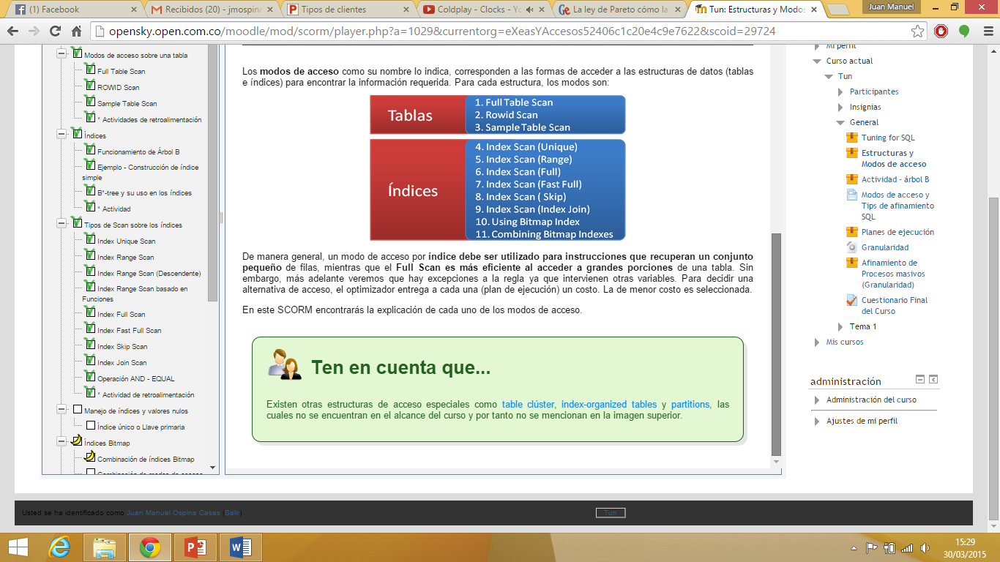 (1) Facebook
Recibidos (20) - jmospina
Tipos de clientes
Coldplay - Clocks - Yo
La ley de Pareto cómo la
Tun: Estructuras y Modos
Juan Manuel
opensky.open.com.co/moodle/mod/scorm/player.php?a=1029&currentorg=eXeasYAccesos52406c1c20e4c9e7622&scoid=29724
Modos de acceso sobre una tabla
Full Table Scan
ROWID Scan
Sample Table Scan
* Actividades de retroalimentación
Índices
Funcionamiento de Árbol B
Ejemplo - Construcción de índice
simple
B*-tree y su uso en los índices
* Actividad
Tipos de Scan sobre los índices
Index Unique Scan
Index Range Scan
Index Range Scan (Descendente)
Index Range Scan basado en
Funciones
Index Full Scan
Index Fast Full Scan
Index Skip Scan
Index Join Scan
Operación AND - EQUAL
* Actividad de retroalimentación
Manejo de índices y valores nulos
Índice único o Llave primaria
Índices Bitmap
Combinación de índices Bitmap
Combinación de modos de acceso
Los modos de acceso como su nombre lo indica, corresponden a las formas de acceder a las estructuras de datos (tablas
e índices) para encontrar la información requerida. Para cada estructura, los modos son:
Tablas
1. Full Table Scan
2. Rowid Scan
3. Sample Table Scan
Índices
4. Index Scan (Unique)
5. Index Scan (Range)
6. Index Scan (Full)
7. Index Scan (Fast Full)
8. Index Scan ( Skip)
9. Index Scan (Index Join)
10. Using Bitmap Index
11. Combining Bitmap Indexes
De manera general, un modo de acceso por índice debe ser utilizado para instrucciones que recuperan un conjunto
pequeño de filas, mientras que el Full Scan es más eficiente al acceder a grandes porciones de una tabla. Sin
embargo, más adelante veremos que hay excepciones a la regla ya que intervienen otras variables. Para decidir una
alternativa de acceso, el optimizador entrega a cada una (plan de ejecución) un costo. La de menor costo es seleccionada.
En este SCORM encontrarás la explicación de cada uno de los modos de acceso.
Ten en cuenta que...
Existen otras estructuras de acceso especiales como table clúster, index-organized tables y partitions, las
cuales no se encuentran en el alcance del curso y por tanto no se mencionan en la imagen superior.
Mi perfil
Curso actual
Tun
Participantes
Insignias
General
Tuning for SQL
Estructuras y
Modos de acceso
Actividad - árbol B
Modos de acceso y
Tips de afinamiento
SQL
Planes de ejecución
Granularidad
Afinamiento de
Procesos masivos
(Granularidad)
Cuestionario Final
del Curso
Tema 1
Mis cursos
administración
Administración del curso
Ajustes de mi perfil
Usted se ha identificado como Juan Manuel Ospina Casas (Salir)
Tun
15:29
30/03/2015